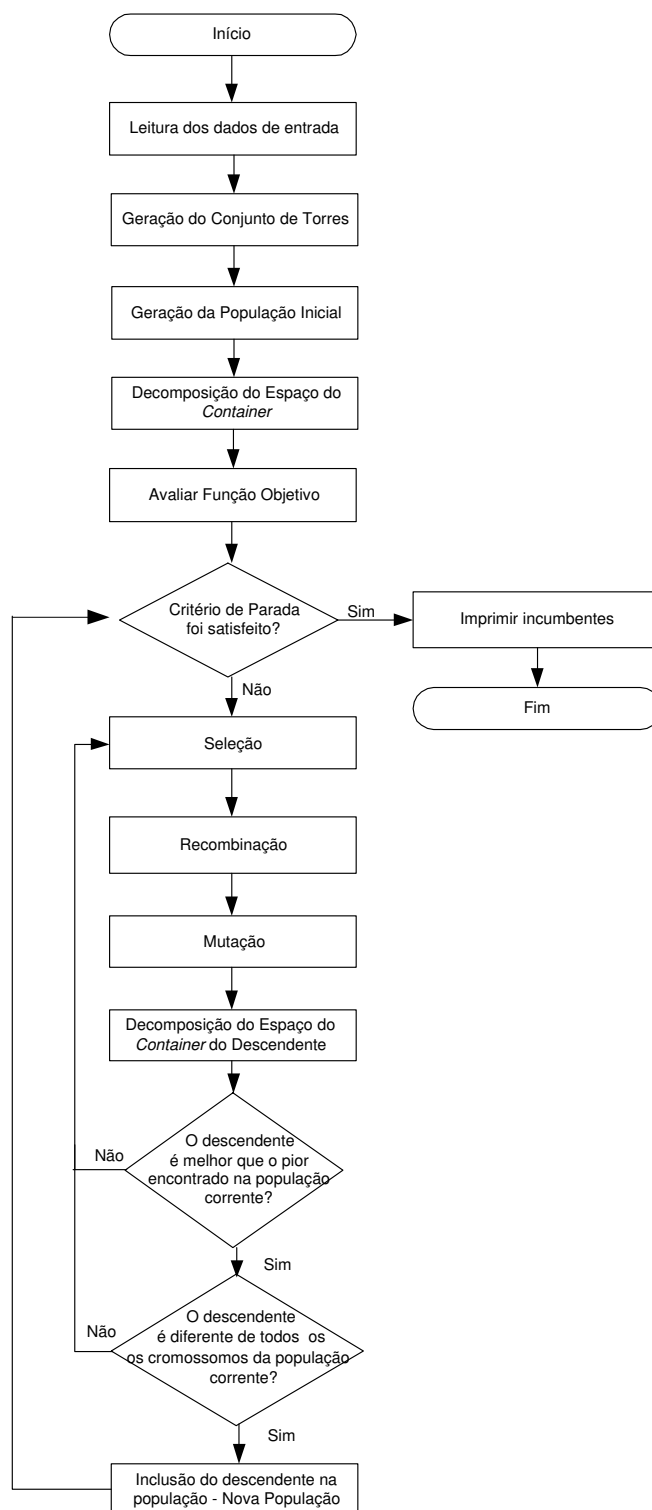 Início
Leitura dos dados de entrada
Geração do Conjunto de Torres
Geração da População Inicial
Decomposição do Espaço do
Container
Avaliar Função Objetivo
Critério de Parada
foi satisfeito?
Sim
Imprimir incumbentes
Fim
Não
Seleção
Recombinação
Mutação
Decomposição do Espaço do
Container do Descendente
O descendente
é melhor que o pior
encontrado na população
corrente?
Não
Sim
O descendente
é diferente de todos os
os cromossomos da população
corrente?
Não
Sim
Inclusão do descendente na
população - Nova População